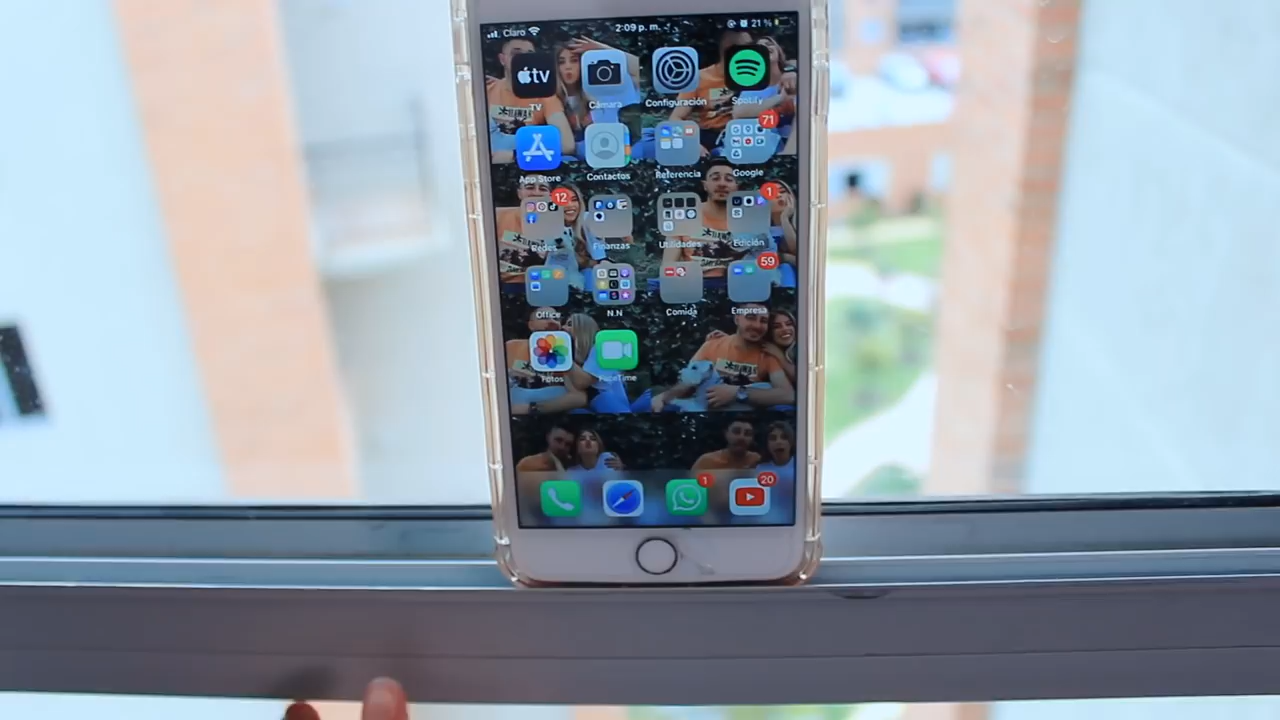 Claro 2:09 p. m. 21 %
tv
TV Cámara Configuración Spotify
71
App Store Contactos Referencia Google
12 1
Redes Finanzas Utilidades Edición
59
Office N.N Comida Empresa
Fotos FaceTime
1 20